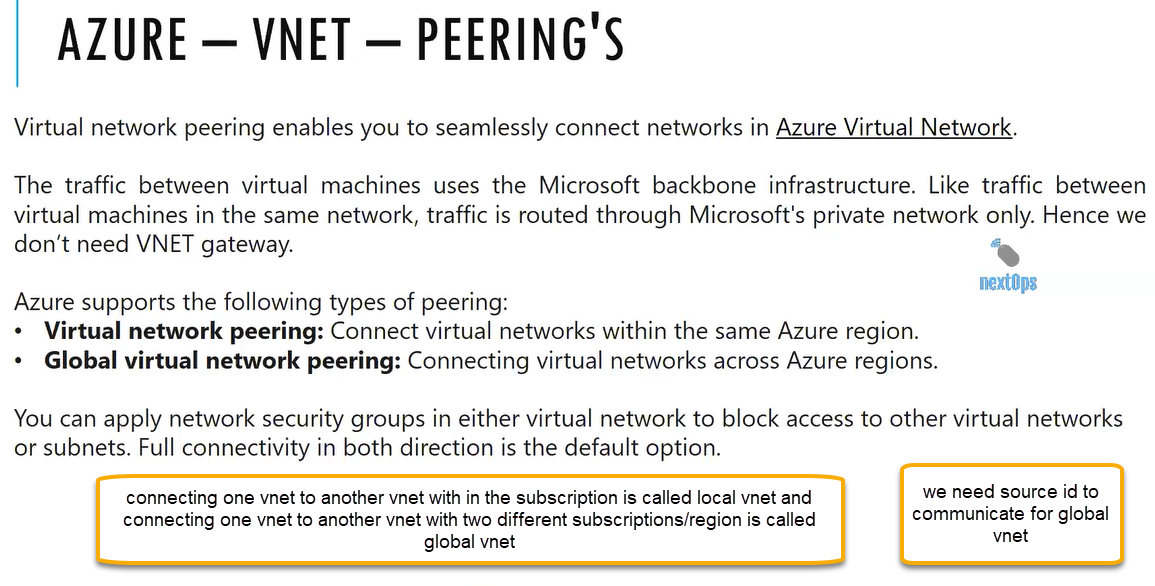 AZURE – VNET – PEERING'S
Virtual network peering enables you to seamlessly connect networks in Azure Virtual Network.
The traffic between virtual machines uses the Microsoft backbone infrastructure. Like traffic between
virtual machines in the same network, traffic is routed through Microsoft's private network only. Hence we
don't need VNET gateway.
nextOps
Azure supports the following types of peering:
• Virtual network peering: Connect virtual networks within the same Azure region.
• Global virtual network peering: Connecting virtual networks across Azure regions.
You can apply network security groups in either virtual network to block access to other virtual networks
or subnets. Full connectivity in both direction is the default option.
connecting one vnet to another vnet with in the subscription is called local vnet and
connecting one vnet to another vnet with two different subscriptions/region is called
global vnet
we need source id to
communicate for global
vnet